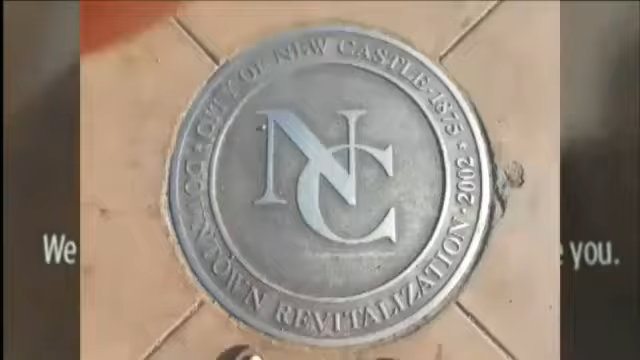 CITY OF NEW CASTLE · 1875 ·
NC
DOWNTOWN REVITALIZATION · 2002 ·
We
you.